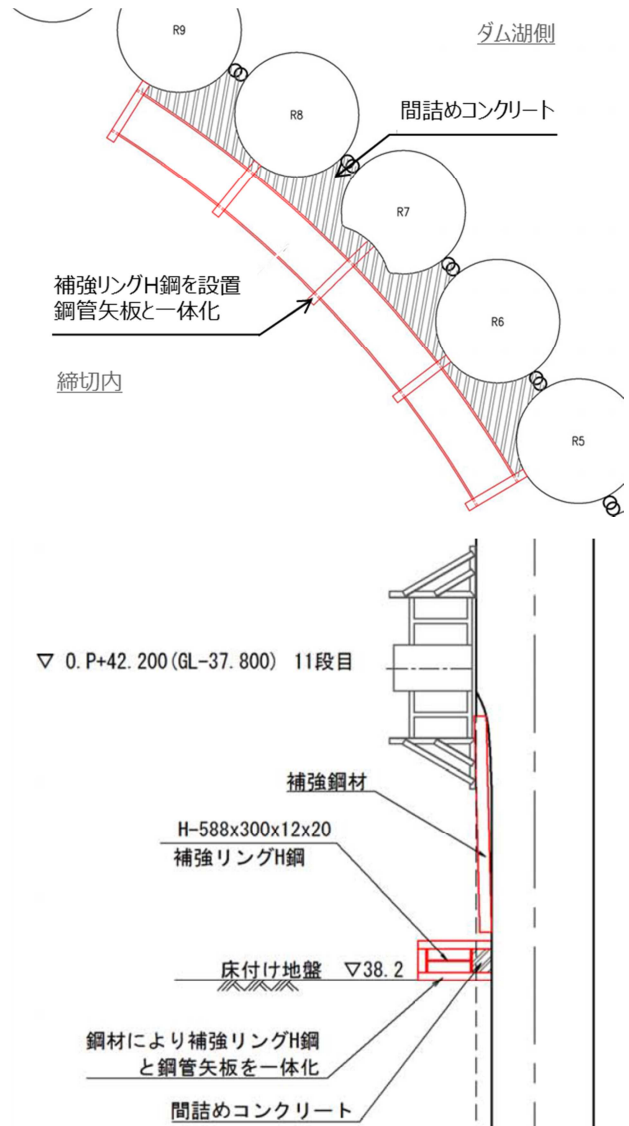 R9
ダム湖側
R8
間詰めコンクリート
R7
補強リングH鋼を設置
鋼管矢板と一体化
R6
締切内
R5
▽ O.P+42.200(GL-37.800) 11段目
補強鋼材
H-588x300x12x20
補強リングH鋼
床付け地盤 ▽38.2
鋼材により補強リングH鋼
と鋼管矢板を一体化
間詰めコンクリート